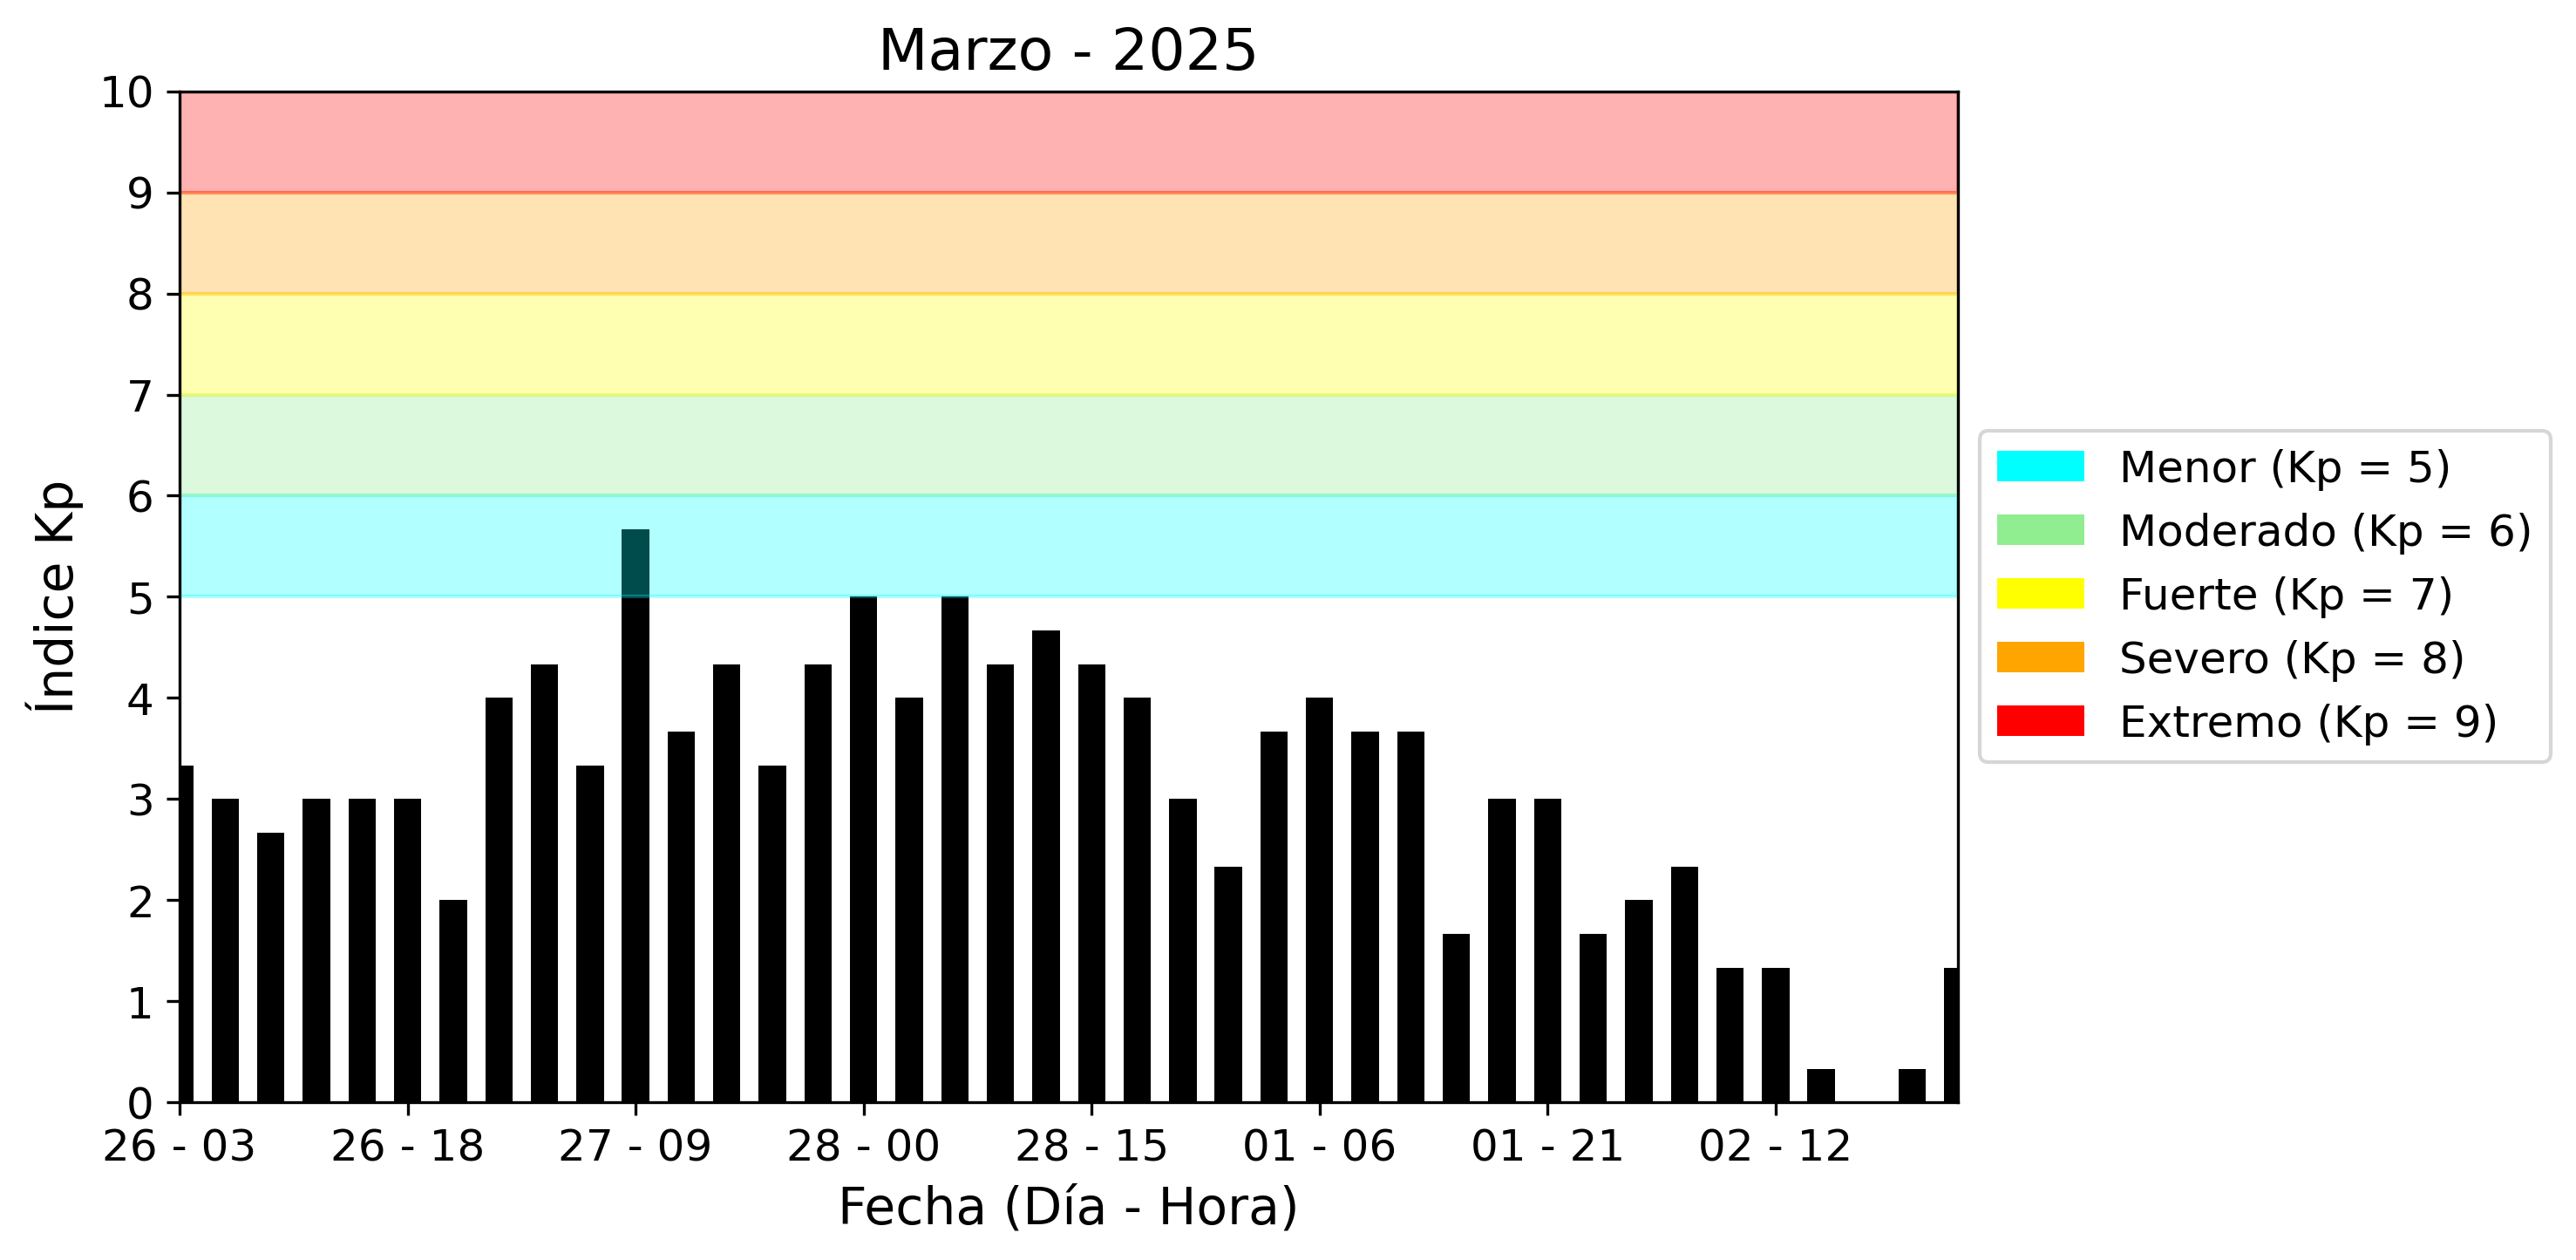 Marzo - 2025
10
9
8
7
6
5
4
3
2
1
0
Índice Kp
26 - 03 26 - 18 27 - 09 28 - 00 28 - 15 01 - 06 01 - 21 02 - 12
Fecha (Día - Hora)
Menor (Kp = 5)
Moderado (Kp = 6)
Fuerte (Kp = 7)
Severo (Kp = 8)
Extremo (Kp = 9)